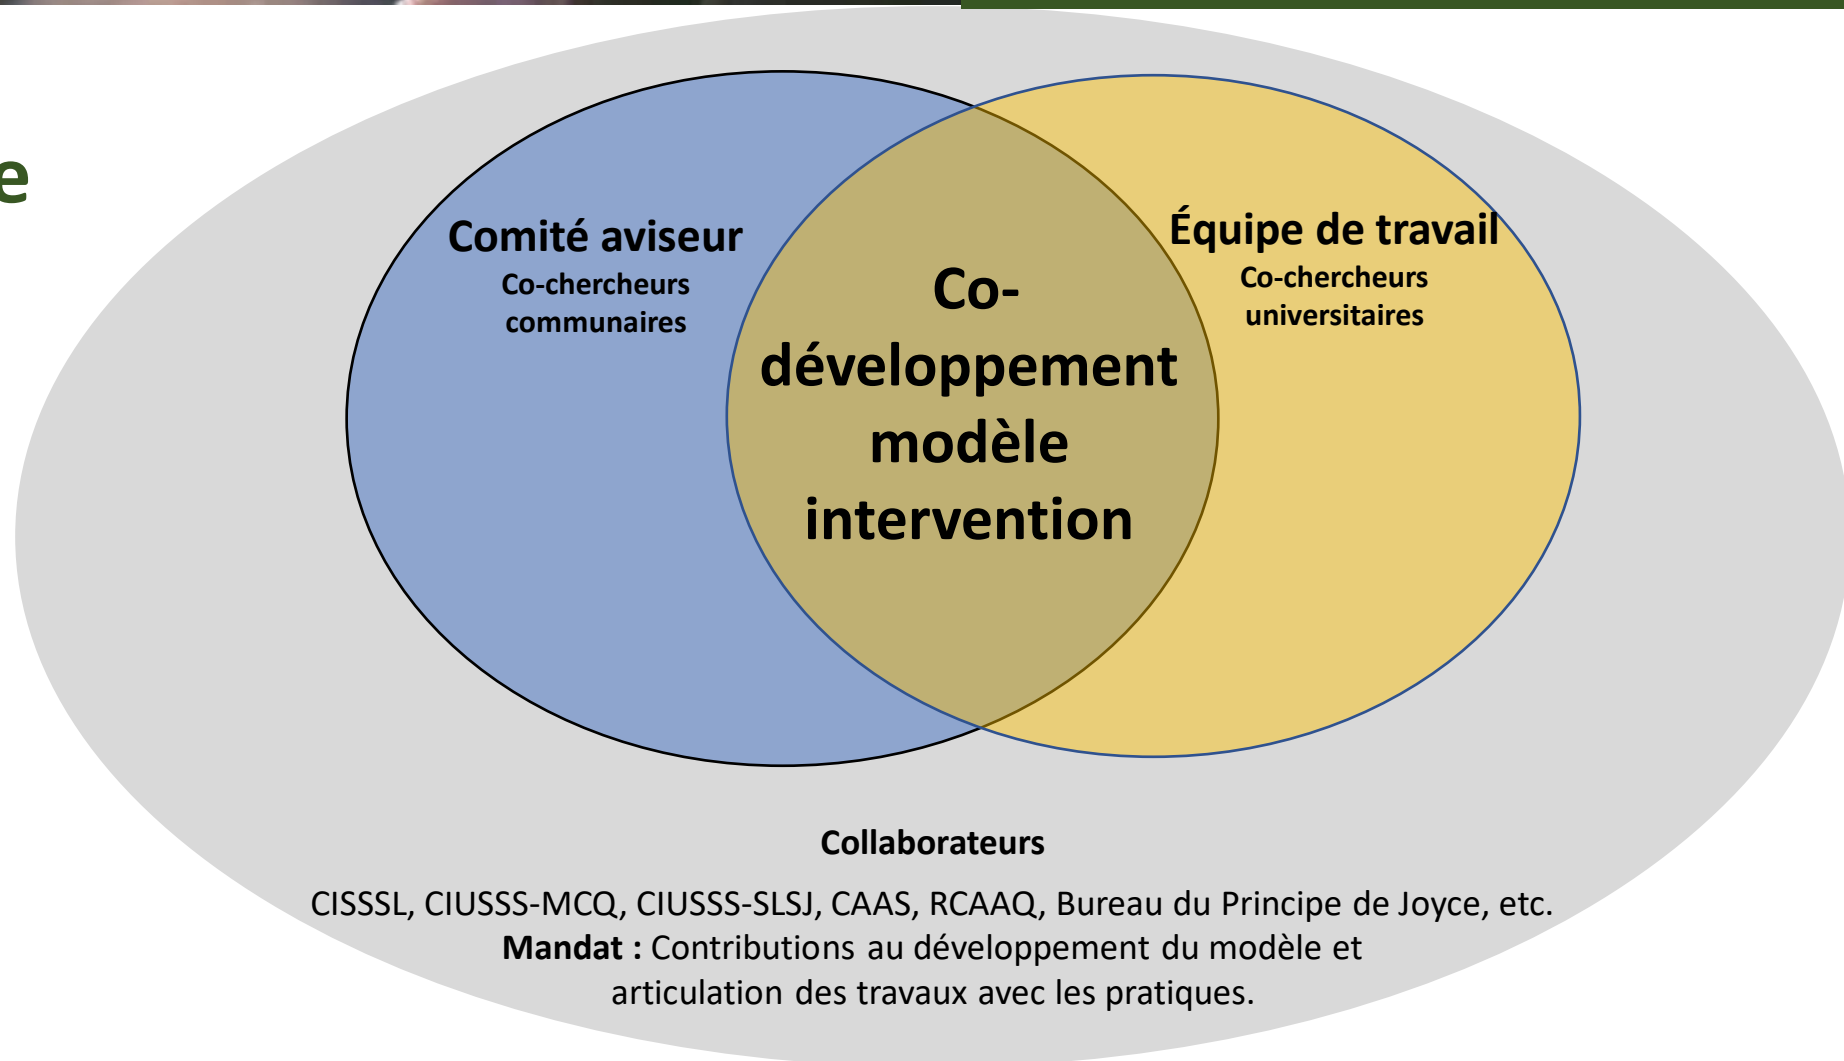 e
Comité aviseur
Co-chercheurs
communaires
Équipe de travail
Co-chercheurs
universitaires
Co-
développement
modèle
intervention
Collaborateurs
CISSSL, CIUSSS-MCQ, CIUSSS-SLSJ, CAAS, RCAAQ, Bureau du Principe de Joyce, etc.
Mandat : Contributions au développement du modèle et
articulation des travaux avec les pratiques.